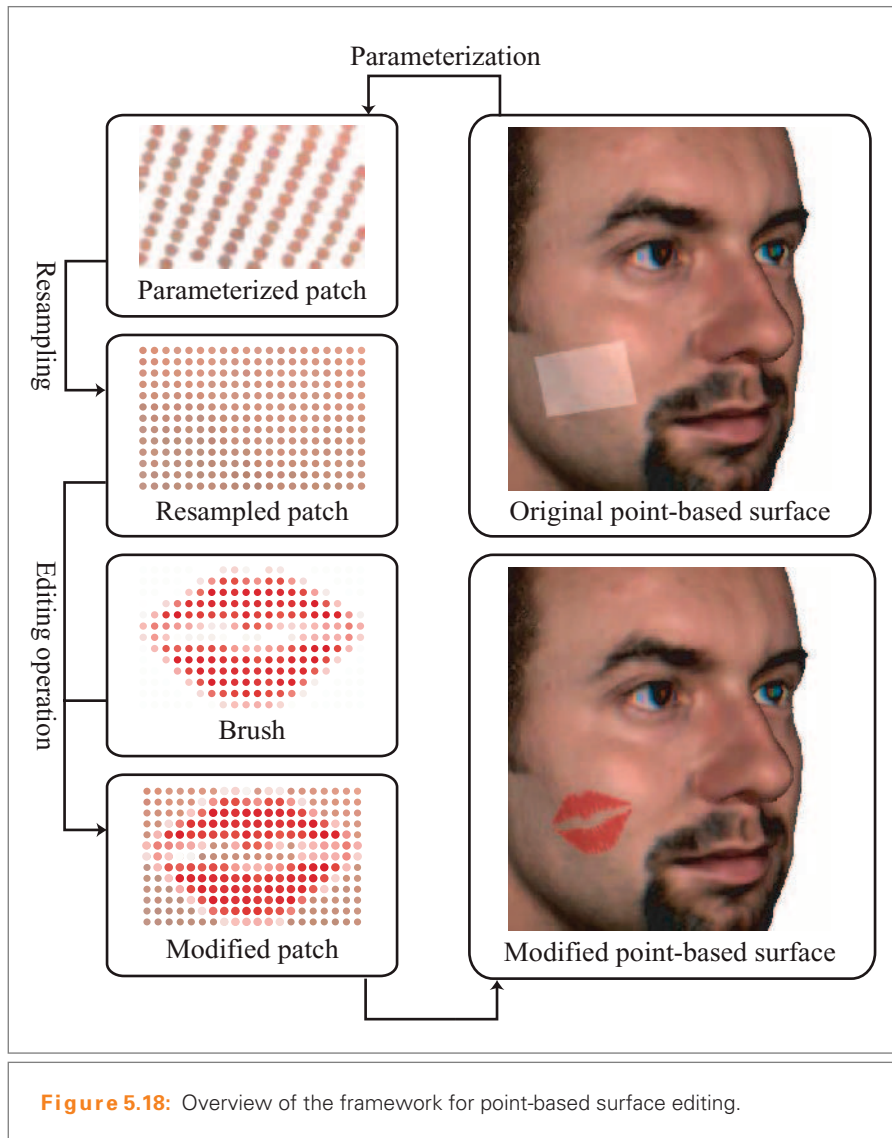 Parameterization
Parameterized patch
Resampling
Resampled patch
Original point-based surface
Editing operation
Brush
Modified patch
Modified point-based surface
Figure 5.18: Overview of the framework for point-based surface editing.